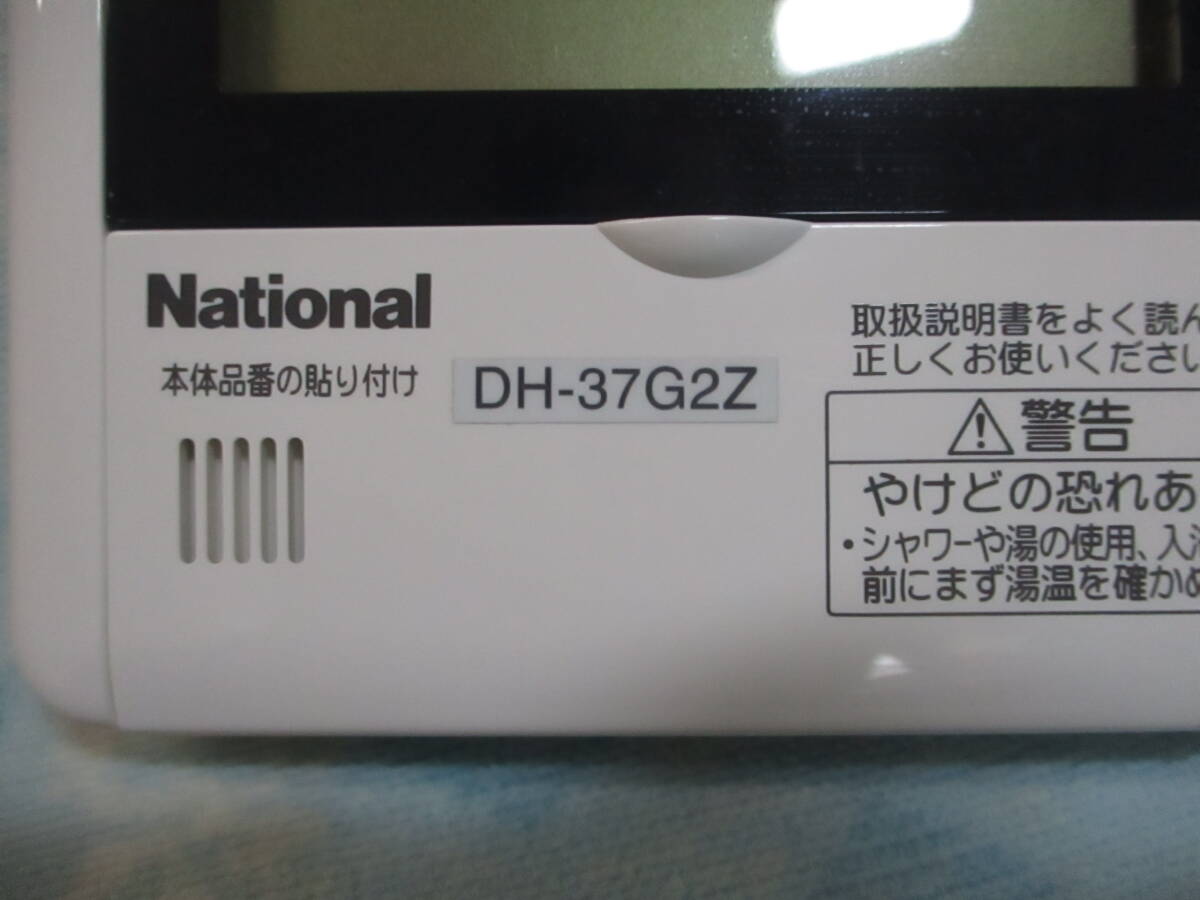 National
本体品番の貼り付け
DH-37G2Z
取扱説明書をよく読ん
正しくお使いください
警告
やけどの恐れあ
・シャワーや湯の使用、入浴
前にまず湯温を確かめ